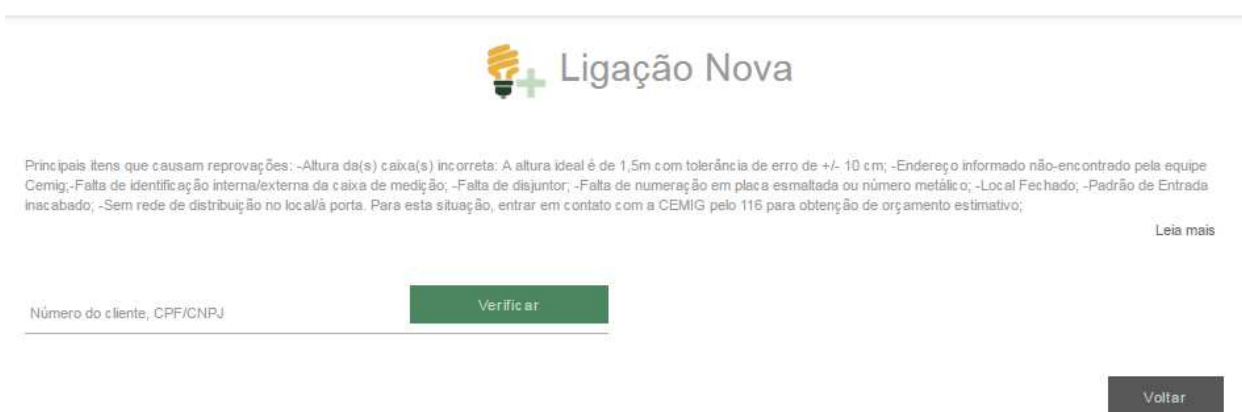 Ligação Nova
Principais itens que causam reprovações: -Altura da(s) caixa(s) incorreta: A altura ideal é de 1,5m com tolerância de erro de +/- 10 cm; -Endereço informado não-encontrado pela equipe
Cemig;-Falta de identificação interna/externa da caixa de medição; -Falta de disjuntor; -Falta de numeração em placa esmaltada ou número metálico; -Local Fechado; -Padrão de Entrada
inacabado; -Sem rede de distribuição no local/á porta. Para esta situação, entrar em contato com a CEMIG pelo 116 para obtenção de orçamento estimativo;
Leia mais
Número do cliente, CPF/CNPJ
Verificar
Voltar